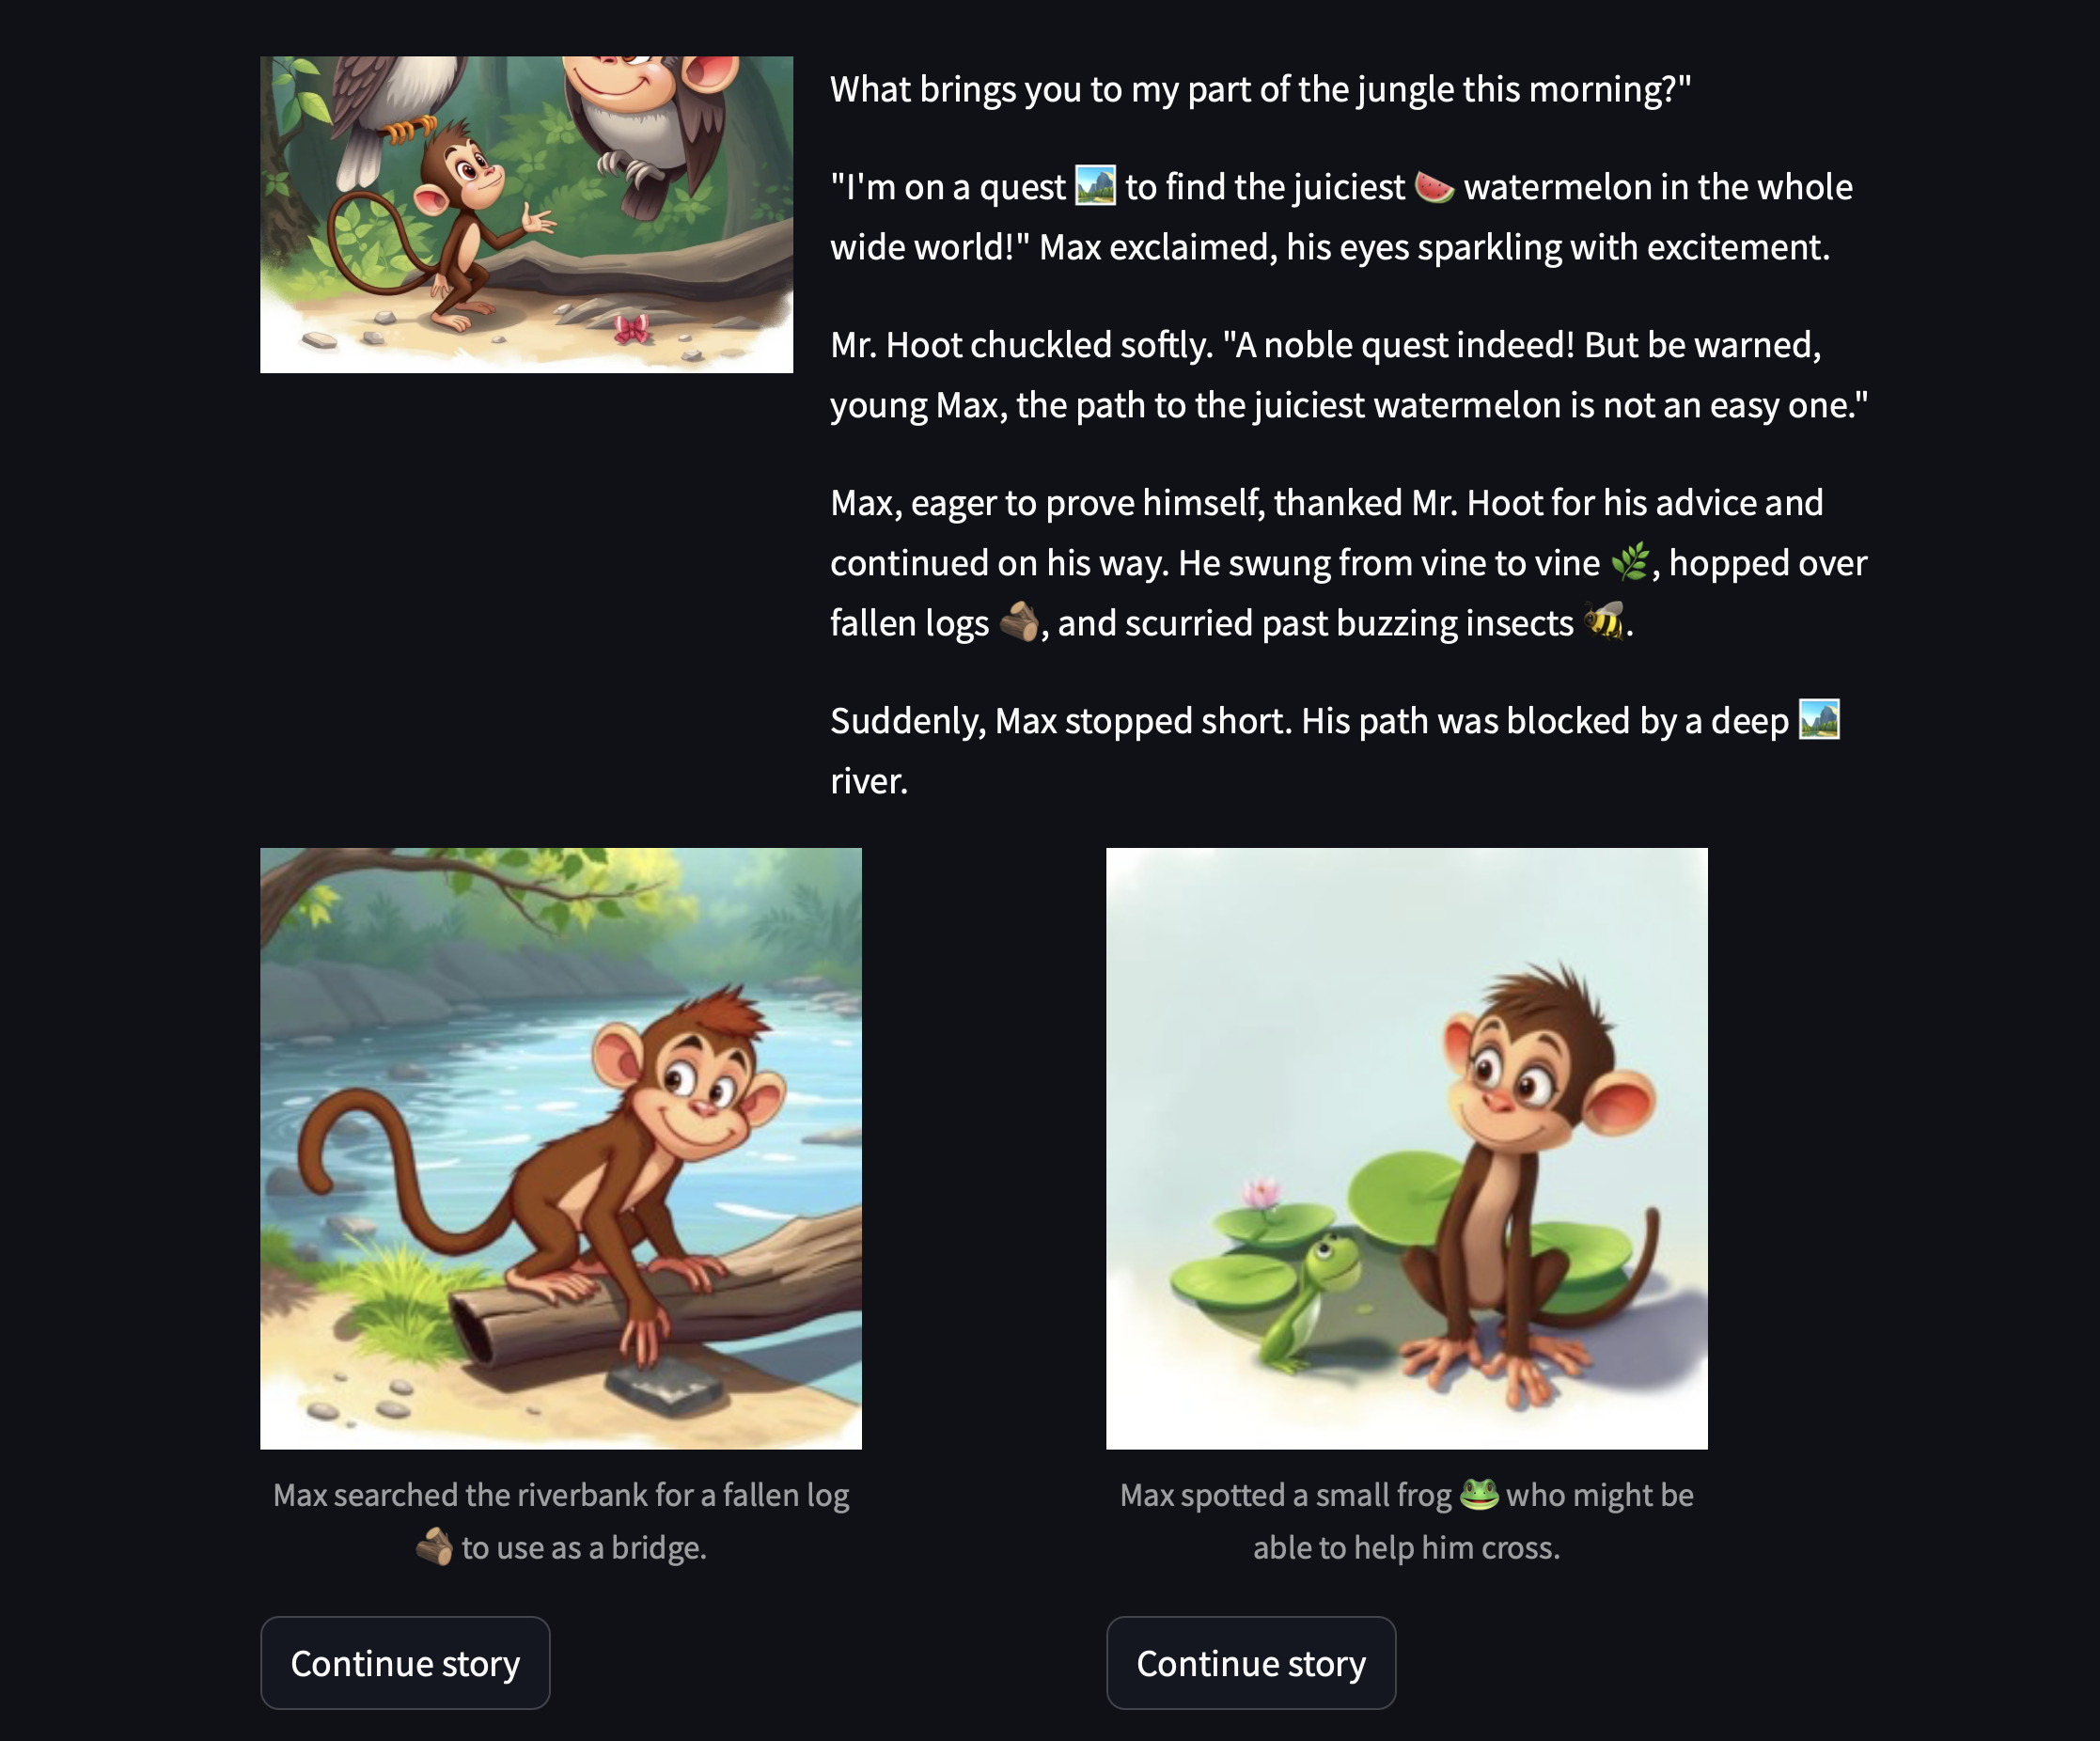 What brings you to my part of the jungle this morning?"
"I'm on a quest 🏞️ to find the juiciest 🍉 watermelon in the whole
wide world!" Max exclaimed, his eyes sparkling with excitement.
Mr. Hoot chuckled softly. "A noble quest indeed! But be warned,
young Max, the path to the juiciest watermelon is not an easy one."
Max, eager to prove himself, thanked Mr. Hoot for his advice and
continued on his way. He swung from vine to vine 🌿, hopped over
fallen logs 🪵, and scurried past buzzing insects 🐝.
Suddenly, Max stopped short. His path was blocked by a deep 🏞️
river.
Max searched the riverbank for a fallen log
🪵 to use as a bridge.
Max spotted a small frog 🐸 who might be
able to help him cross.
Continue story
Continue story